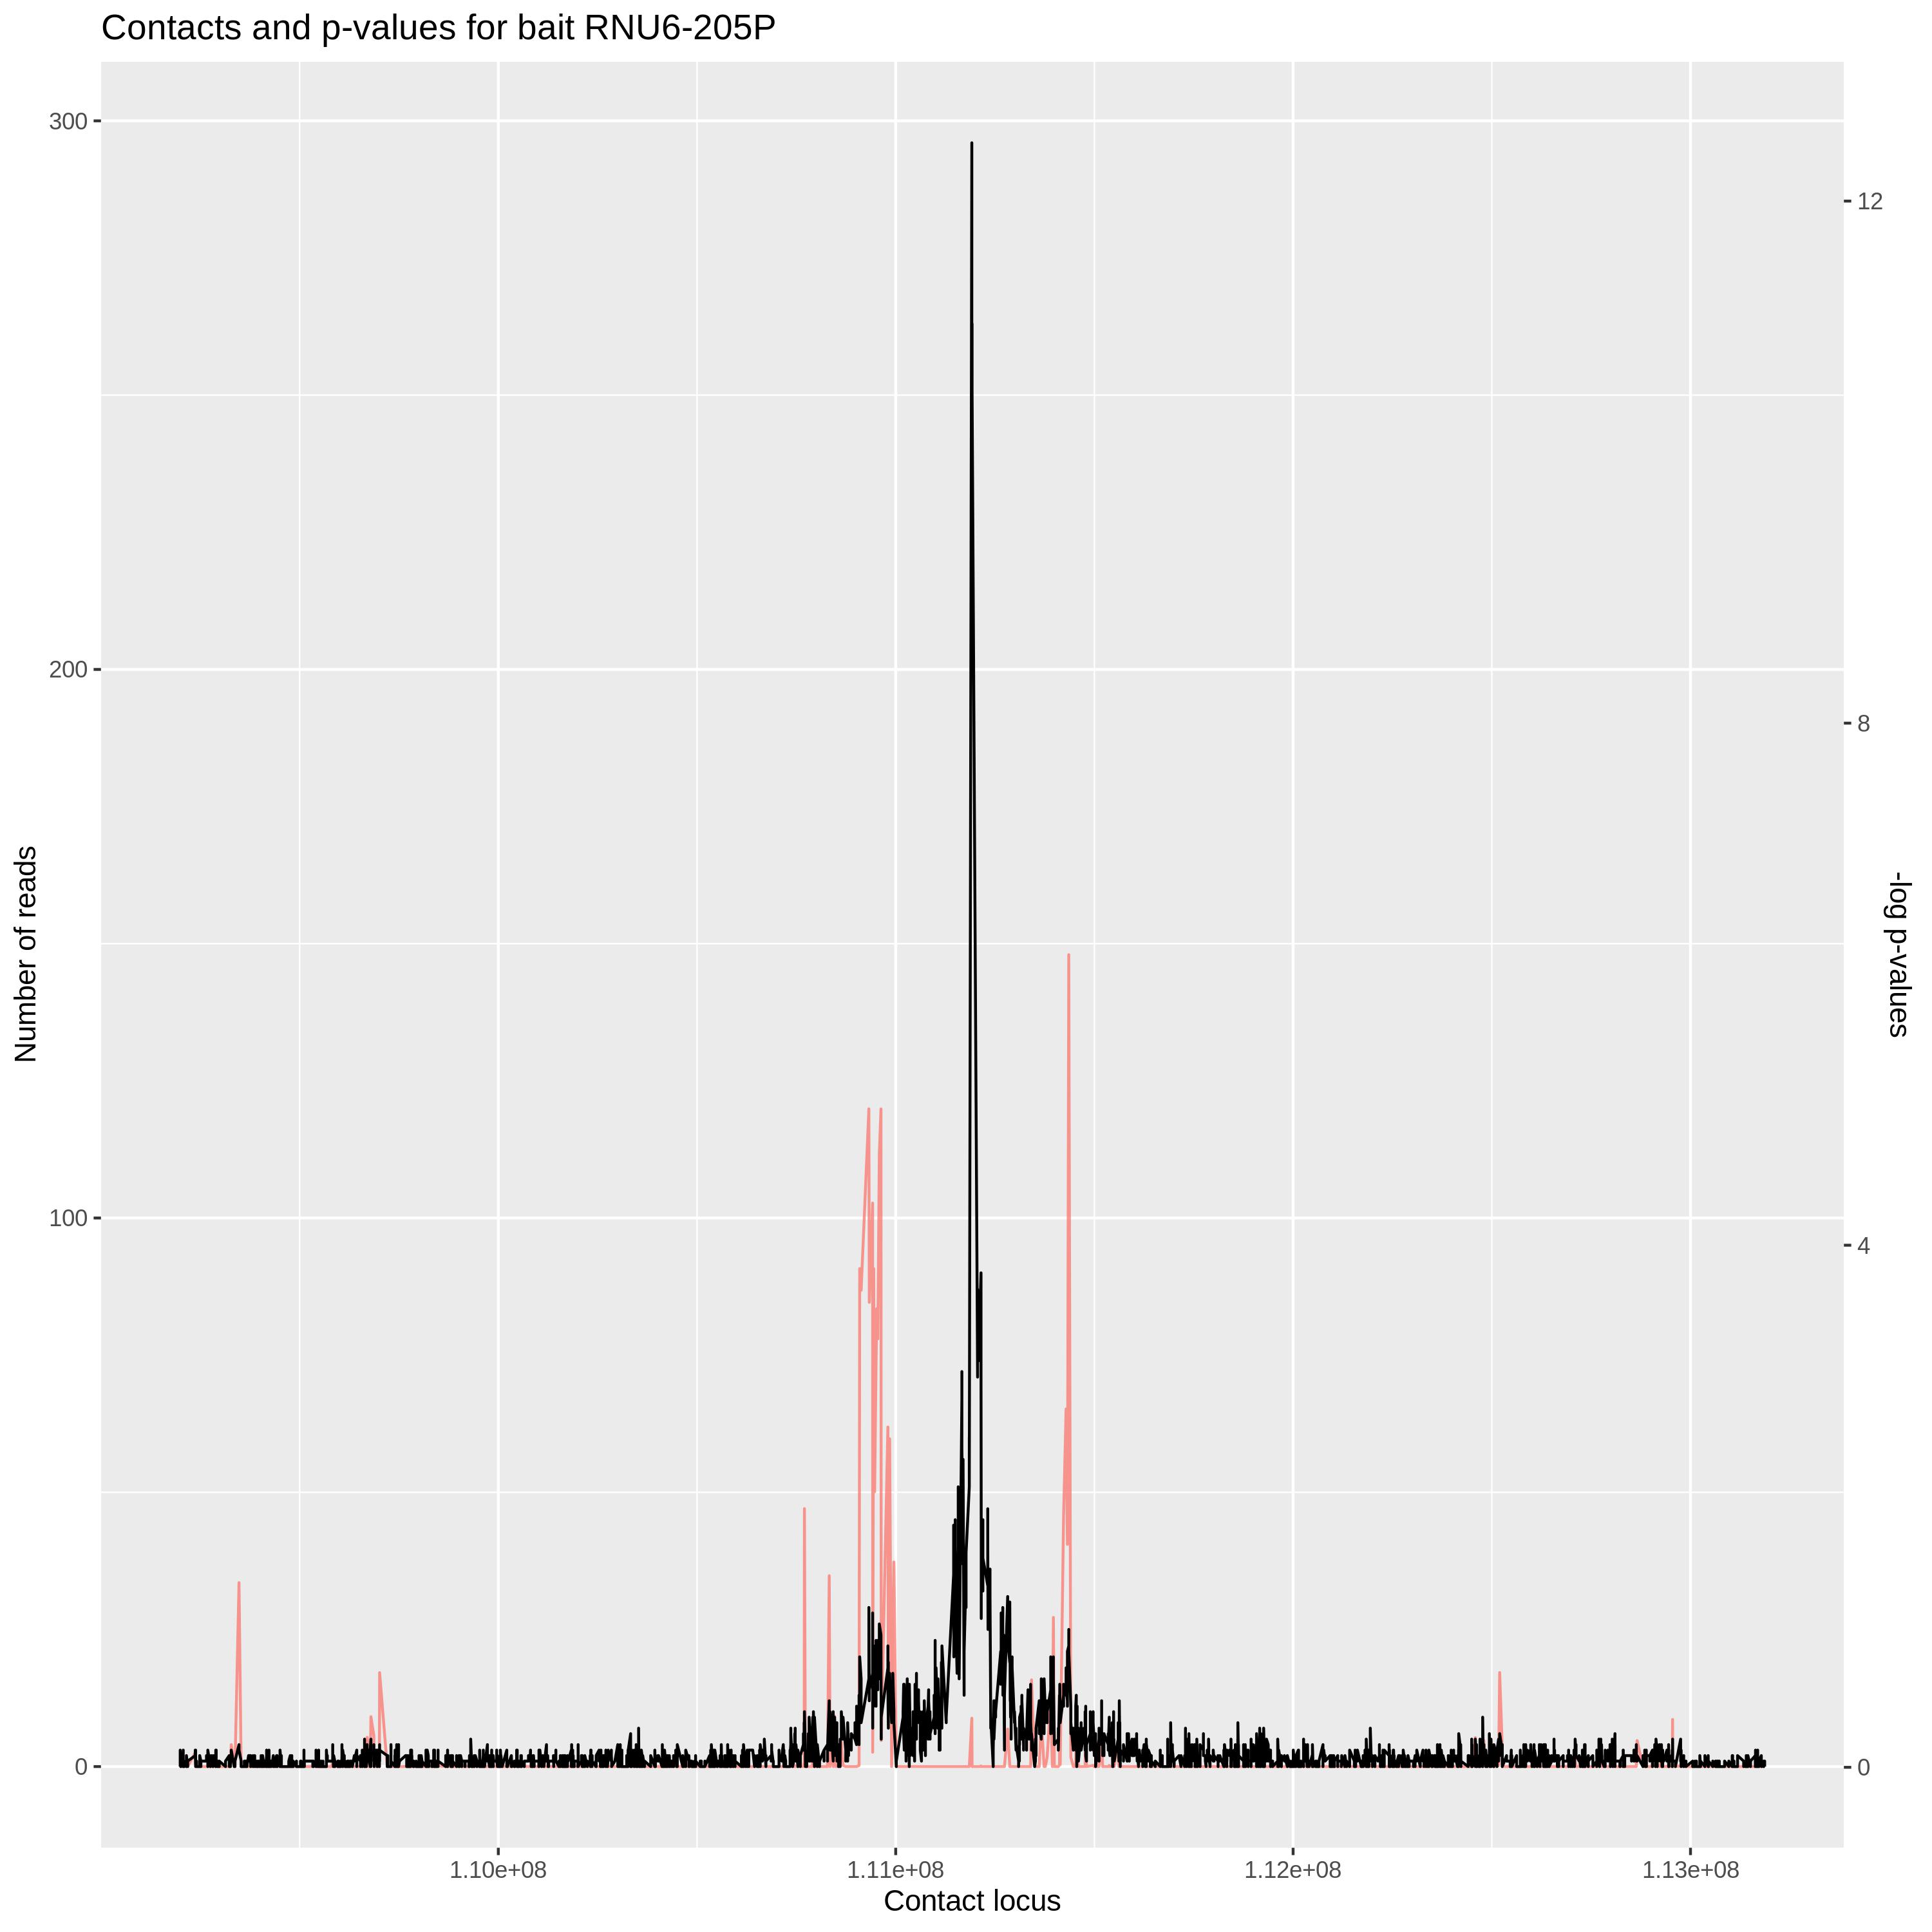 Contacts and p-values for bait RNU6-205P
300
200
100
0
Number of reads
12
8
4
0
-log p-values
1.10e+08 1.11e+08 1.12e+08 1.13e+08
Contact locus